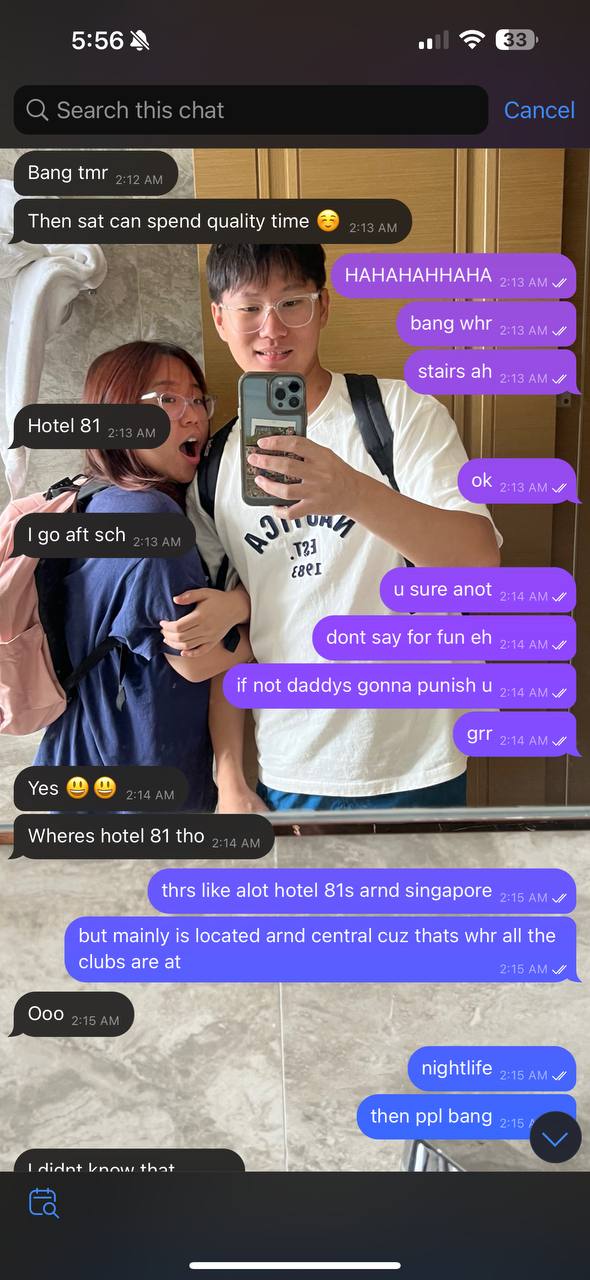 5:56
33
Search this chat
Cancel
Bang tmr 2:12 AM
Then sat can spend quality time ☺️ 2:13 AM
HAHAHAHHAHA 2:13 AM
bang whr 2:13 AM
stairs ah 2:13 AM
Hotel 81 2:13 AM
ok 2:13 AM
I go aft sch 2:13 AM
NAUTICA
EST.
1983
u sure anot 2:14 AM
dont say for fun eh 2:14 AM
if not daddys gonna punish u 2:14 AM
grr 2:14 AM
Yes 😃😃 2:14 AM
Wheres hotel 81 tho 2:14 AM
thrs like alot hotel 81s arnd singapore 2:15 AM
but mainly is located arnd central cuz thats whr all the
clubs are at 2:15 AM
Ooo 2:15 AM
nightlife 2:15 AM
then ppl bang 2:15
I didnt know that